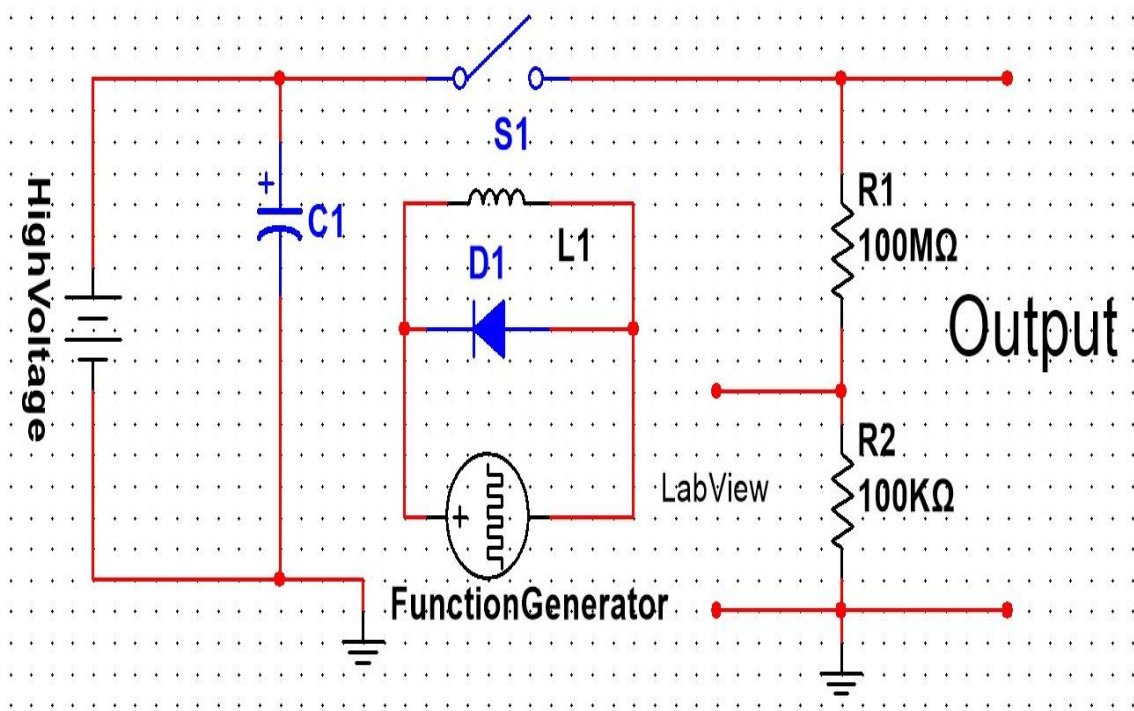 S1
HighVoltage
+
C1
L1
D1
R1
100MΩ
Output
R2
100KΩ
LabView
+
FunctionGenerator